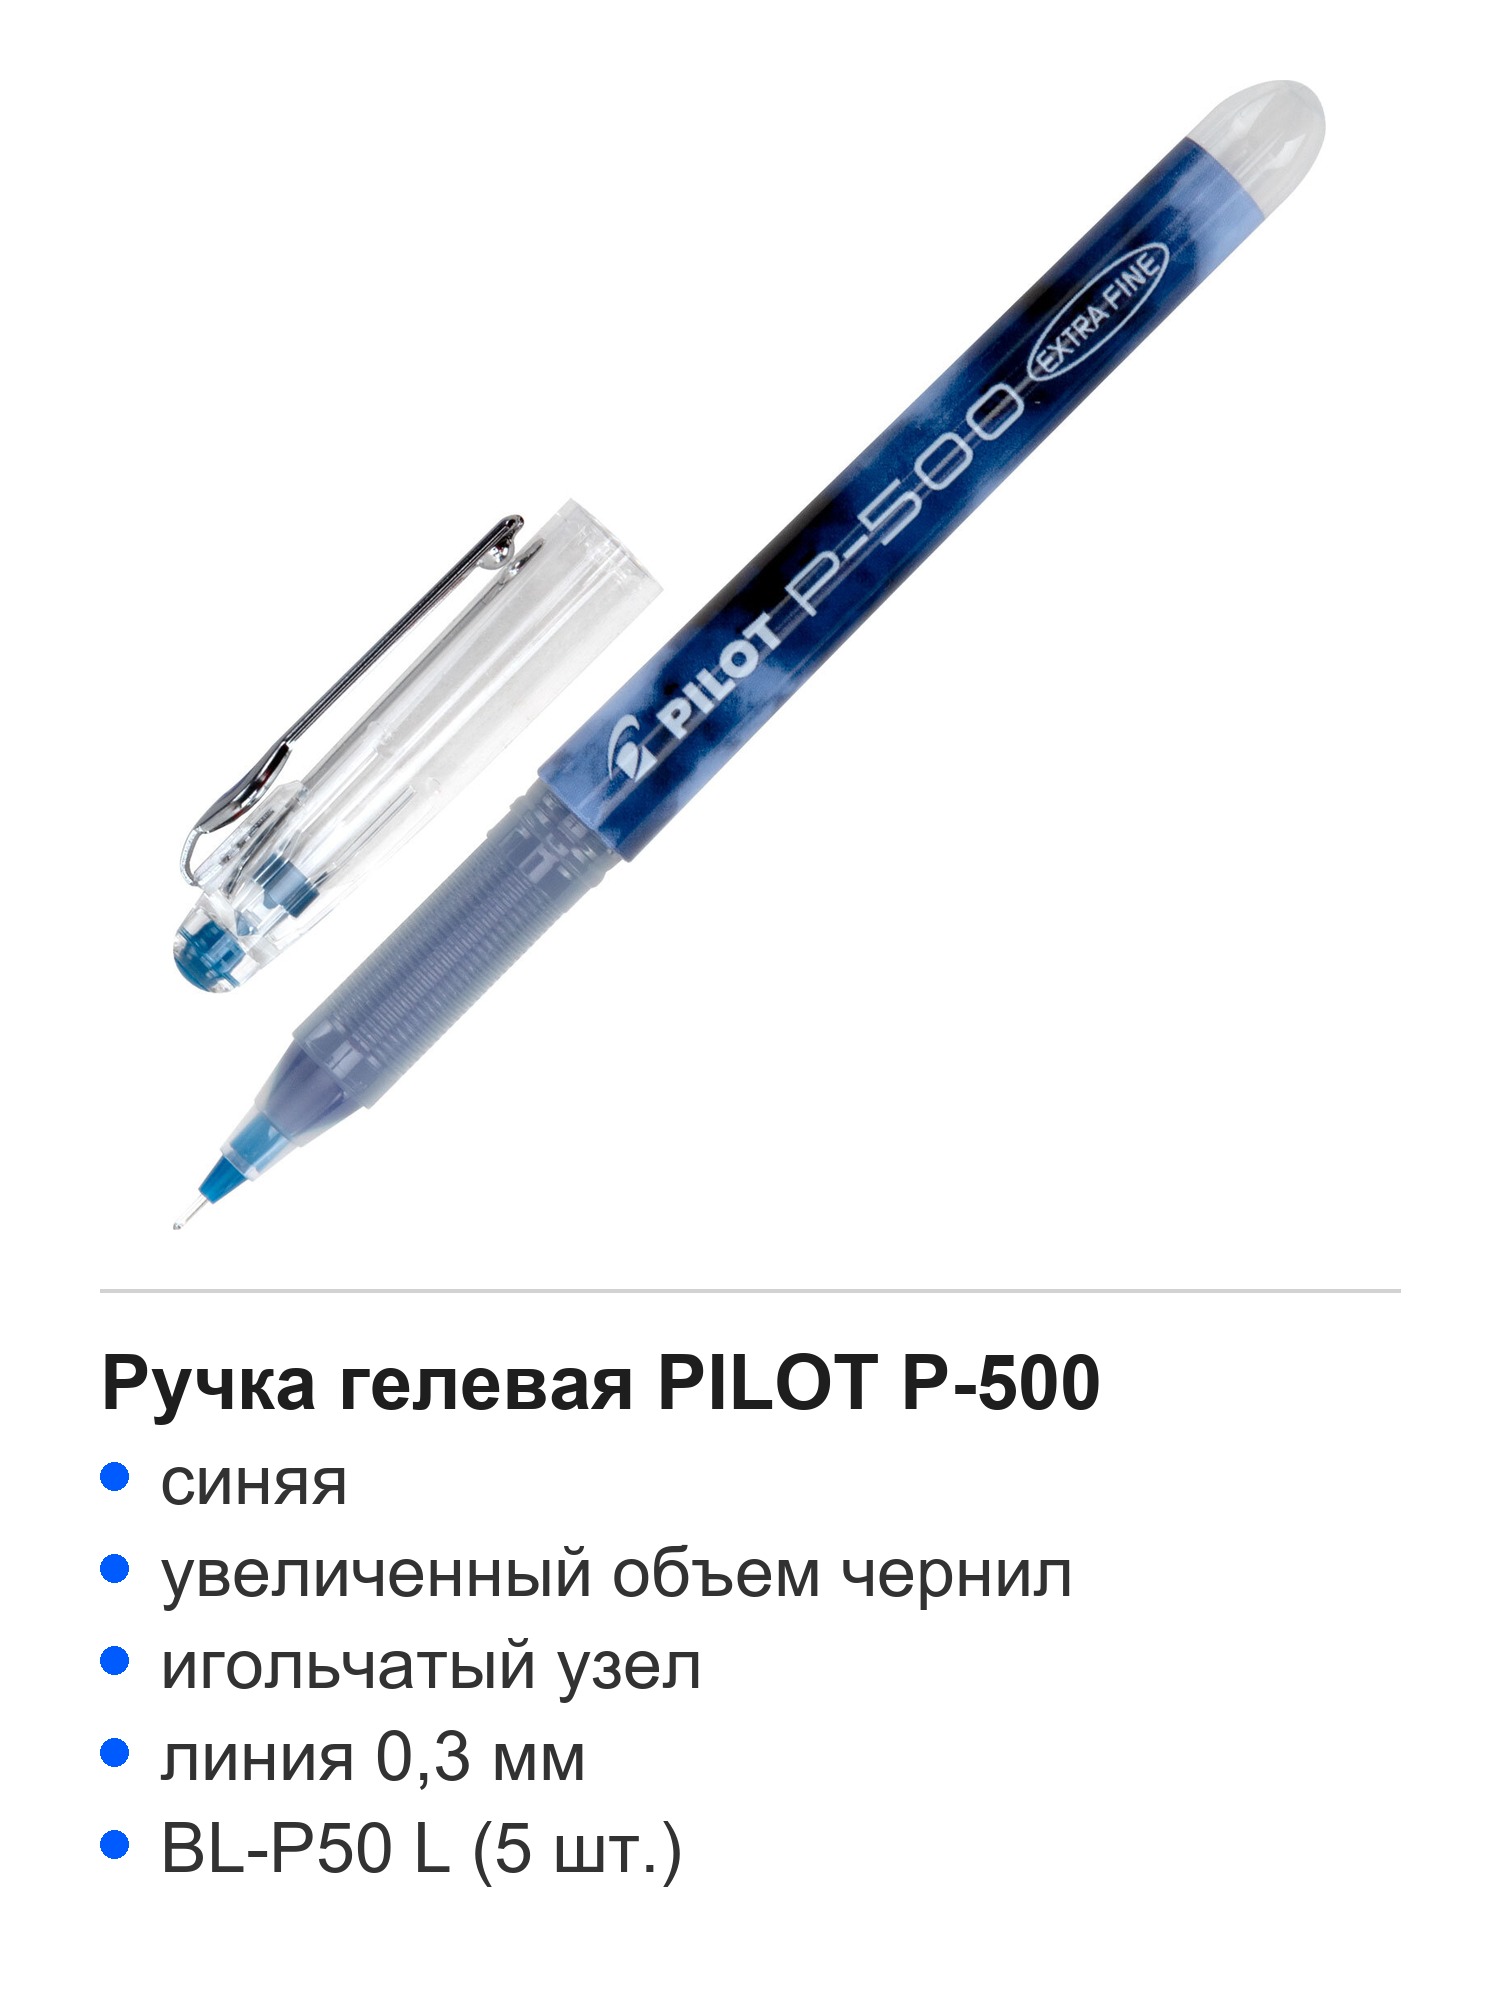 EXTRA FINE
PILOT P-500
Ручка гелевая PILOT P-500
синяя
увеличенный объем чернил
игольчатый узел
линия 0,3 мм
BL-P50 L (5 шт.)